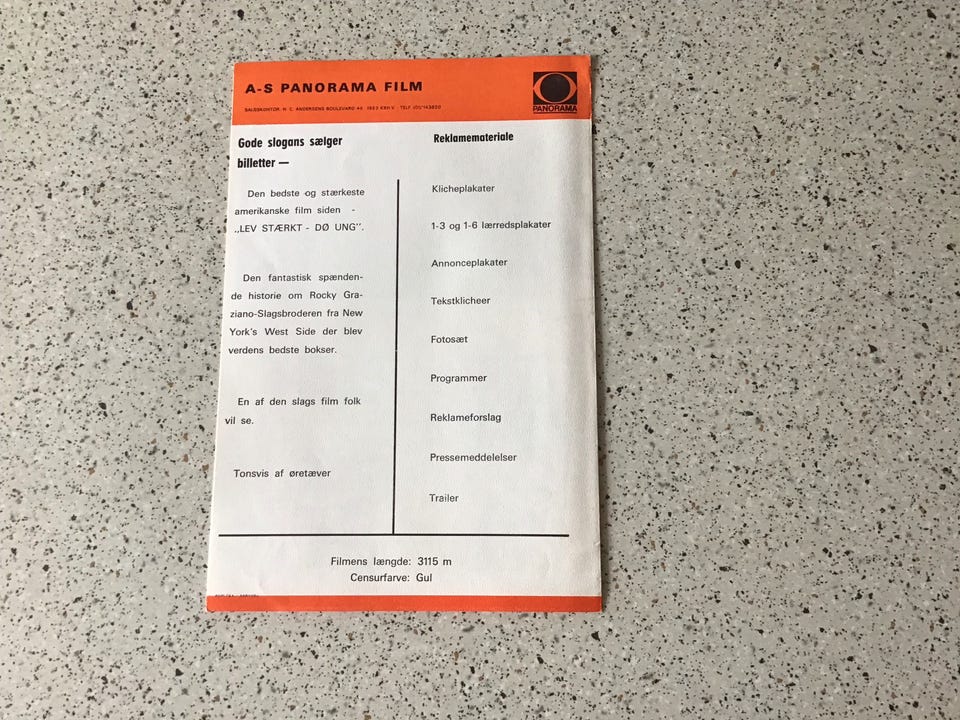 A-S PANORAMA FILM
SALGSKONTOR: H. C. ANDERSENS BOULEVARD
PANORAMA
Gode slogans sælger
billetter —
Den bedste og stærkeste
amerikanske film siden -
„LEV STÆRKT - DØ UNG".
Den fantastisk spænden-
de historie om Rocky Gra-
ziano-Slagsbroderen fra New
York's West Side der blev
verdens bedste bokser.
En af den slags film folk
vil se.
Tonsvis af øretæver
Reklamemateriale
Klicheplakater
1-3 og 1-6 lærredsplakater
Annonceplakater
Tekstklicheer
Fotosæt
Programmer
Reklameforslag
Pressemeddelelser
Trailer
Filmens længde: 3115 m
Censurfarve: Gul